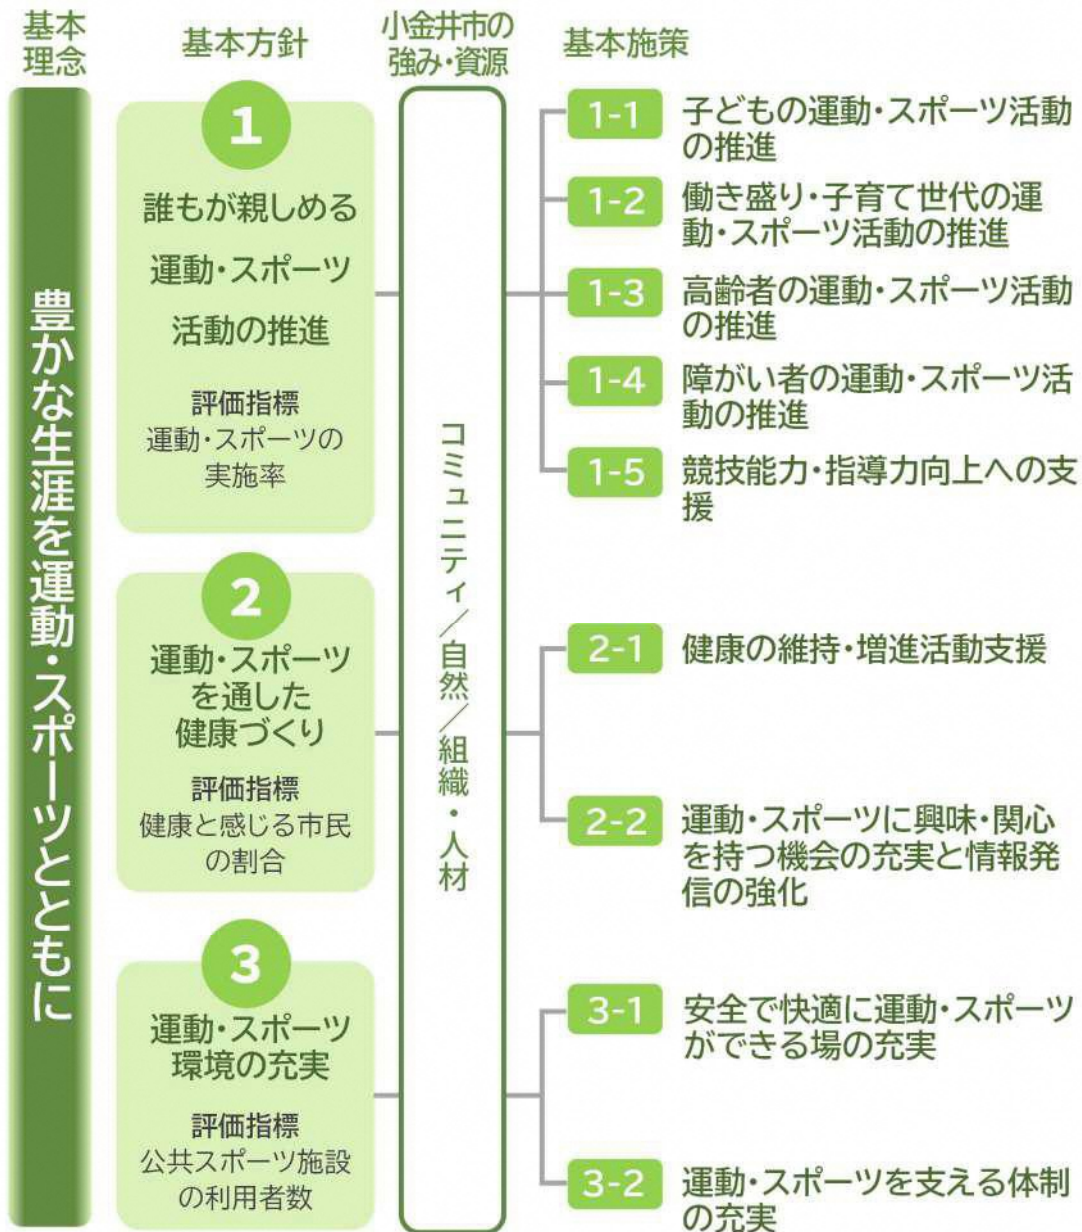 基本
理念
基本方針
小金井市の
強み・資源
基本施策
豊かな生涯を運動・スポーツとともに
1
誰もが親しめる
運動・スポーツ
活動の推進
評価指標
運動・スポーツの
実施率
2
運動・スポーツ
を通した
健康づくり
評価指標
健康と感じる市民
の割合
3
運動・スポーツ
環境の充実
評価指標
公共スポーツ施設
の利用者数
コミュニティ/自然/組織・人材
1-1 子どもの運動・スポーツ活動
の推進
1-2 働き盛り・子育て世代の運
動・スポーツ活動の推進
1-3 高齢者の運動・スポーツ活動
の推進
1-4 障がい者の運動・スポーツ活
動の推進
1-5 競技能力・指導力向上への支
援
2-1 健康の維持・増進活動支援
2-2 運動・スポーツに興味・関心
を持つ機会の充実と情報発
信の強化
3-1 安全で快適に運動・スポーツ
ができる場の充実
3-2 運動・スポーツを支える体制
の充実